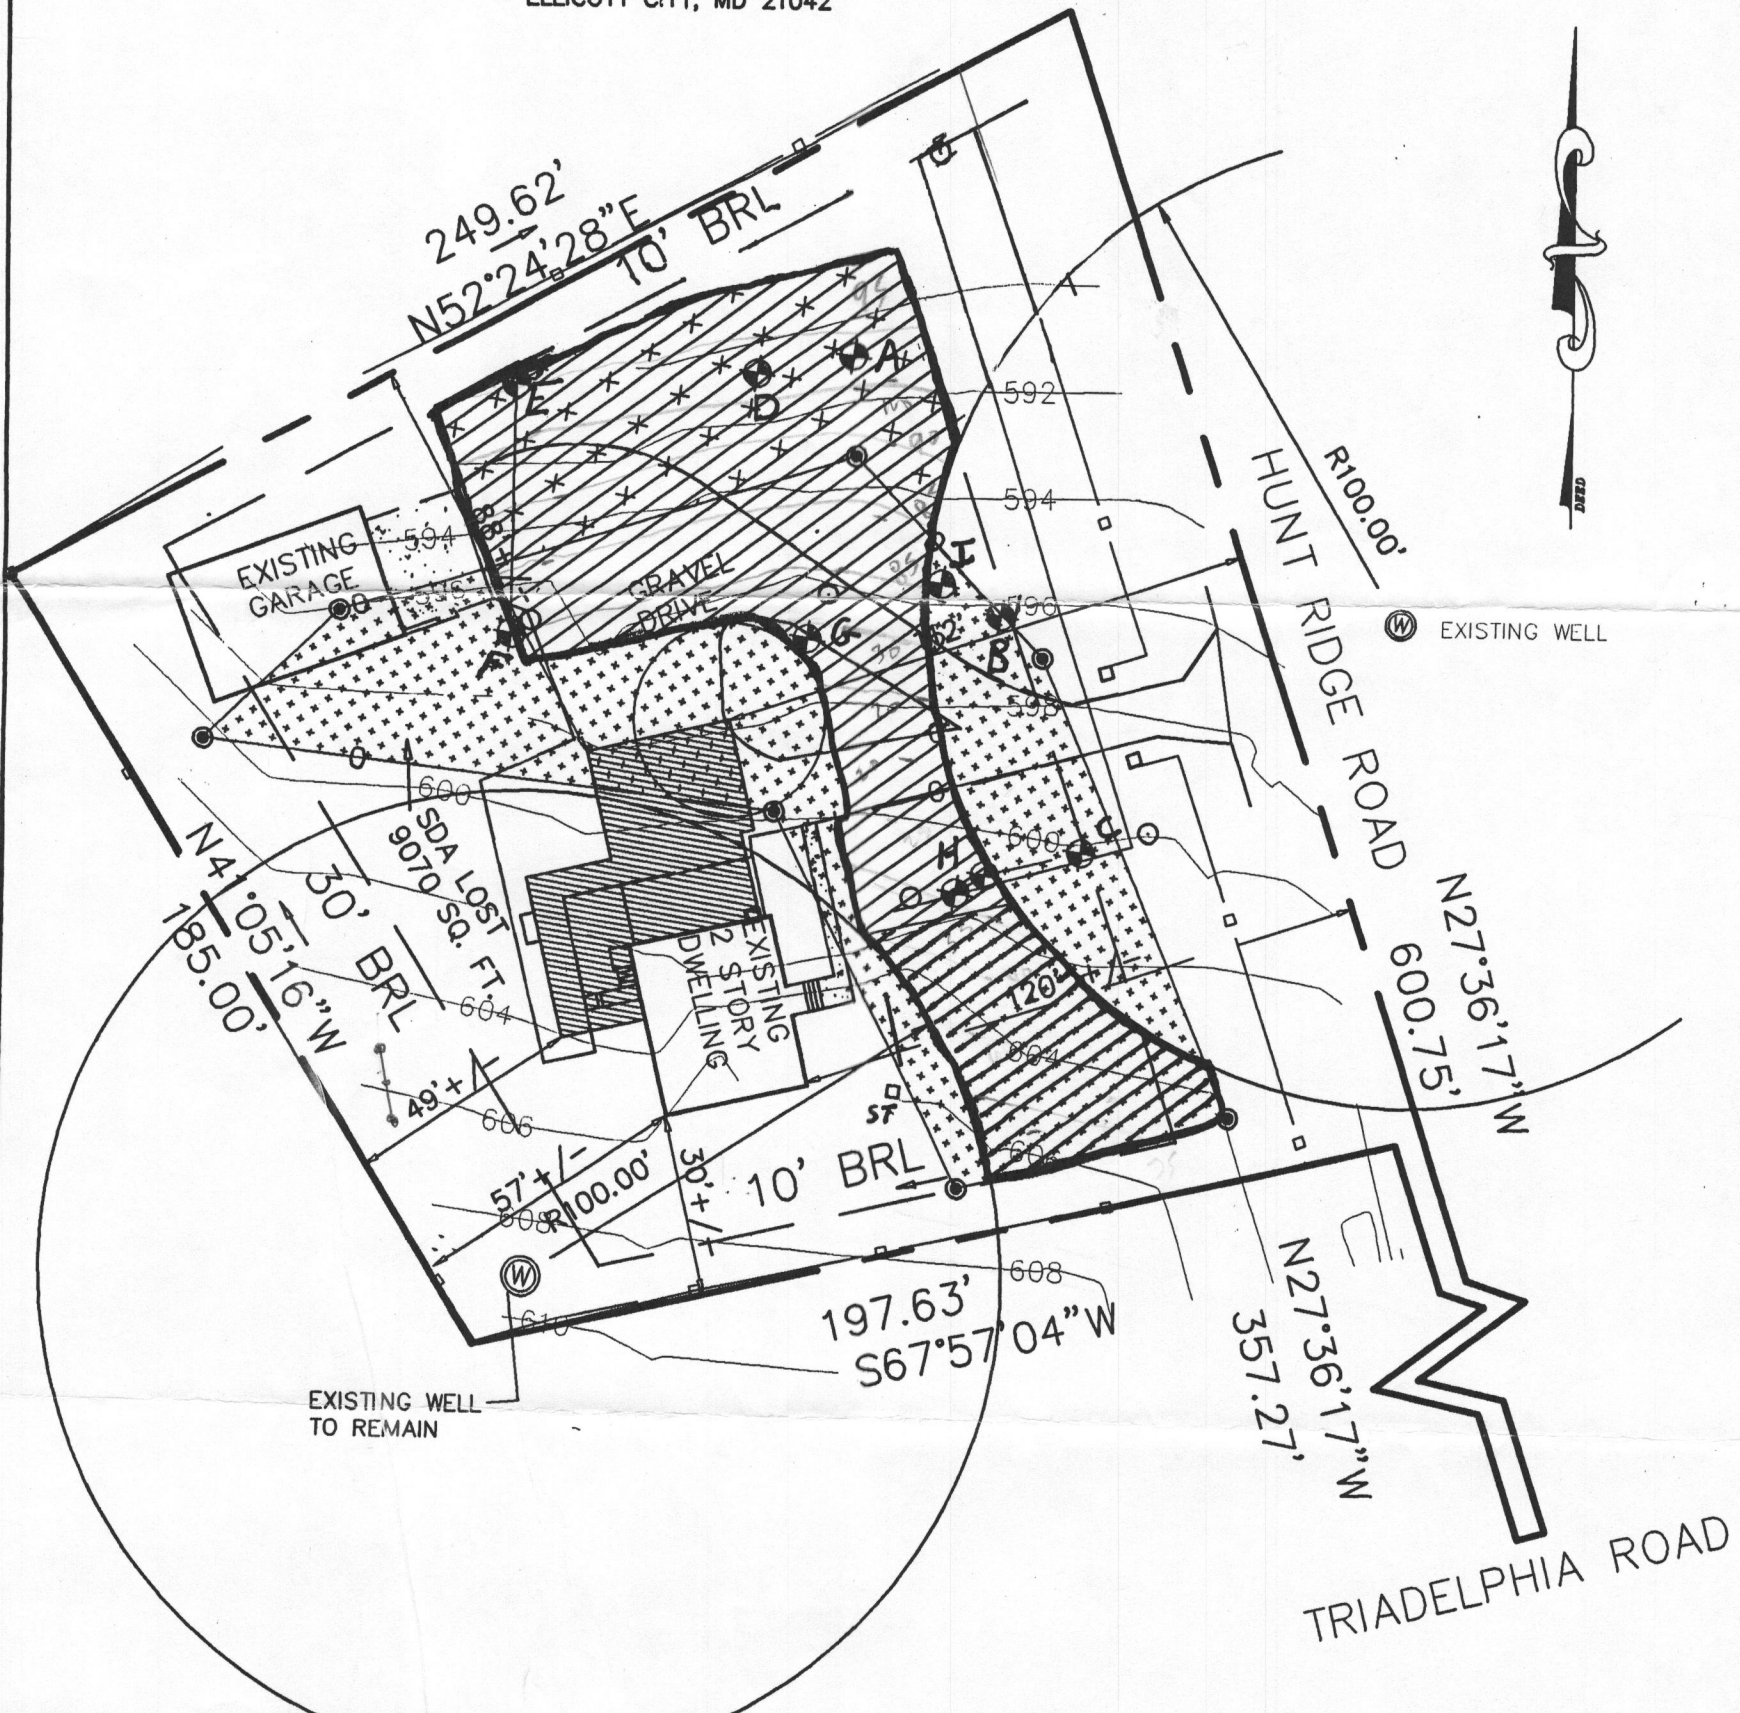 ELLICOTT CITY, MD 21042
249.62'
N52°24'28"E
10' BRL
A
E
D
592
594
HUNT RIDGE ROAD
R100.00'
594
EXISTING
GARAGE
GRAVEL
DRIVE
I
596
EXISTING WELL
W
G
B
F
598
600
C
600
H
SDA LOST
9070 SQ. FT.
N41°05'16"W
185.00'
30' BRL
604
EXISTING
2 STORY
DWELLING
120'
604
N27°36'17"W
600.75'
49'+/-
606
ST
57'+/-
R100.00'
608
30'+/-
10' BRL
W
610
608
197.63'
S67°57'04"W
N27°36'17"W
357.27'
EXISTING WELL
TO REMAIN
TRIADELPHIA ROAD